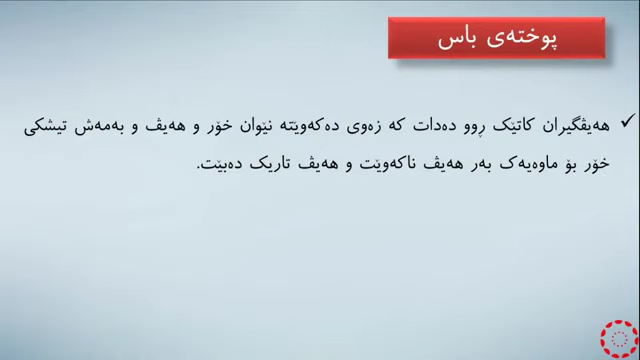 پوختەی باس
✓ هەیڤگیران کاتێک ڕوو دەدات کە زەوی دەکەوێتە نێوان خۆر و هەیڤ و بەمەش تیشکی
خۆر بۆ ماوەیەک بەر هەیڤ ناکەوێت و هەیڤ تاریک دەبێت.